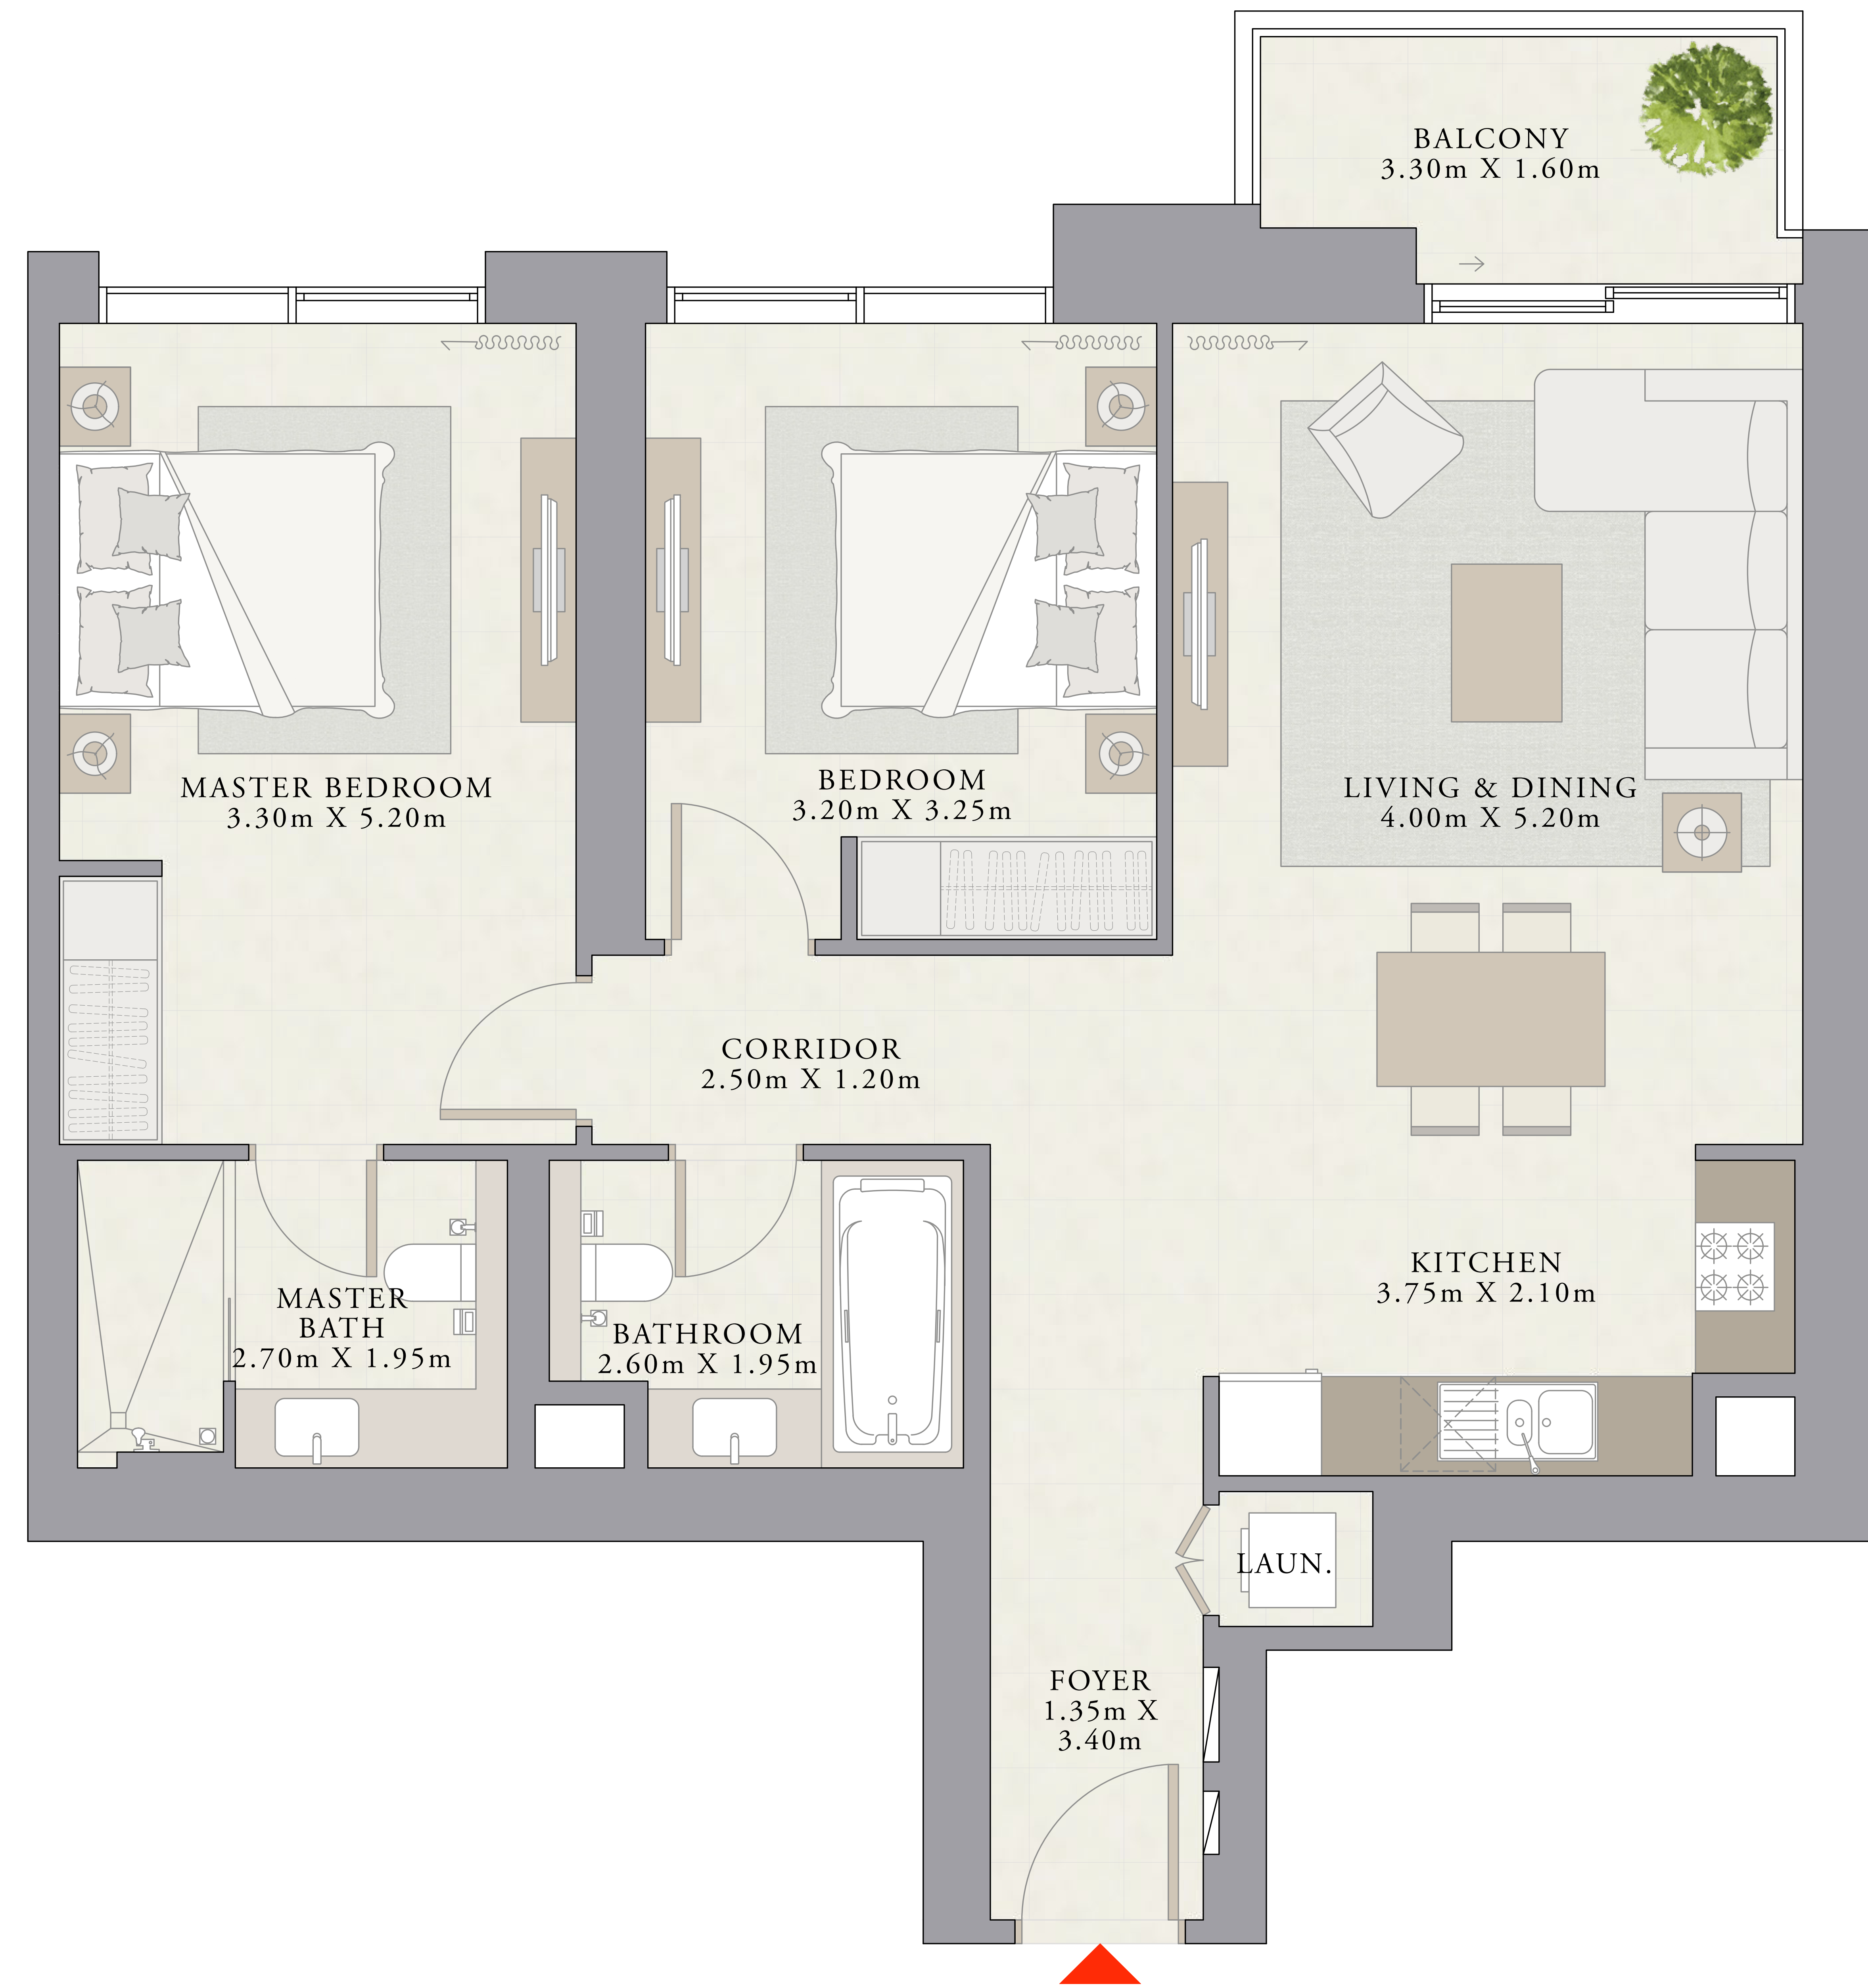 BALCONY
3.30m X 1.60m
MASTER BEDROOM
3.30m X 5.20m
BEDROOM
3.20m X 3.25m
LIVING & DINING
4.00m X 5.20m
CORRIDOR
2.50m X 1.20m
MASTER
BATH
2.70m X 1.95m
BATHROOM
2.60m X 1.95m
KITCHEN
3.75m X 2.10m
LAUN.
FOYER
1.35m X
3.40m